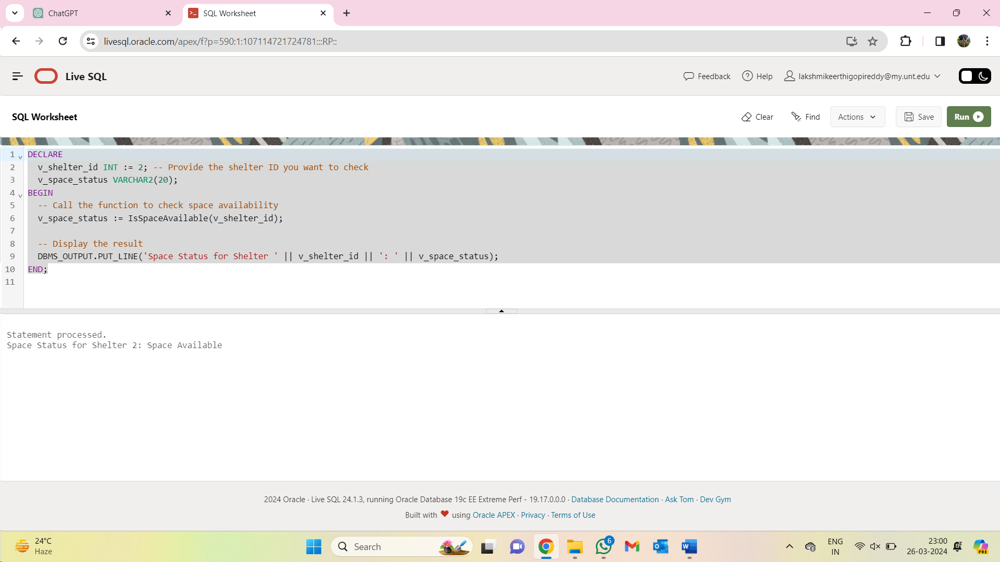 ChatGPT
SQL Worksheet
livesql.oracle.com/apex/f?p=590:1:107114721724781:::RP::
Live SQL
Feedback
Help
lakshmikeerthigopireddy@my.unt.edu
SQL Worksheet
Clear
Find
Actions
Save
Run
1 DECLARE
2 v_shelter_id INT := 2; -- Provide the shelter ID you want to check
3 v_space_status VARCHAR2(20);
4 BEGIN
5 -- Call the function to check space availability
6 v_space_status := IsSpaceAvailable(v_shelter_id);
7
8 -- Display the result
9 DBMS_OUTPUT.PUT_LINE('Space Status for Shelter ' || v_shelter_id || ': ' || v_space_status);
10 END;
11
Statement processed.
Space Status for Shelter 2: Space Available
2024 Oracle · Live SQL 24.1.3, running Oracle Database 19c EE Extreme Perf - 19.17.0.0.0 · Database Documentation · Ask Tom · Dev Gym
Built with ❤ using Oracle APEX · Privacy · Terms of Use
24°C
Haze
Search
6
ENG
IN
23:00
26-03-2024
PRE